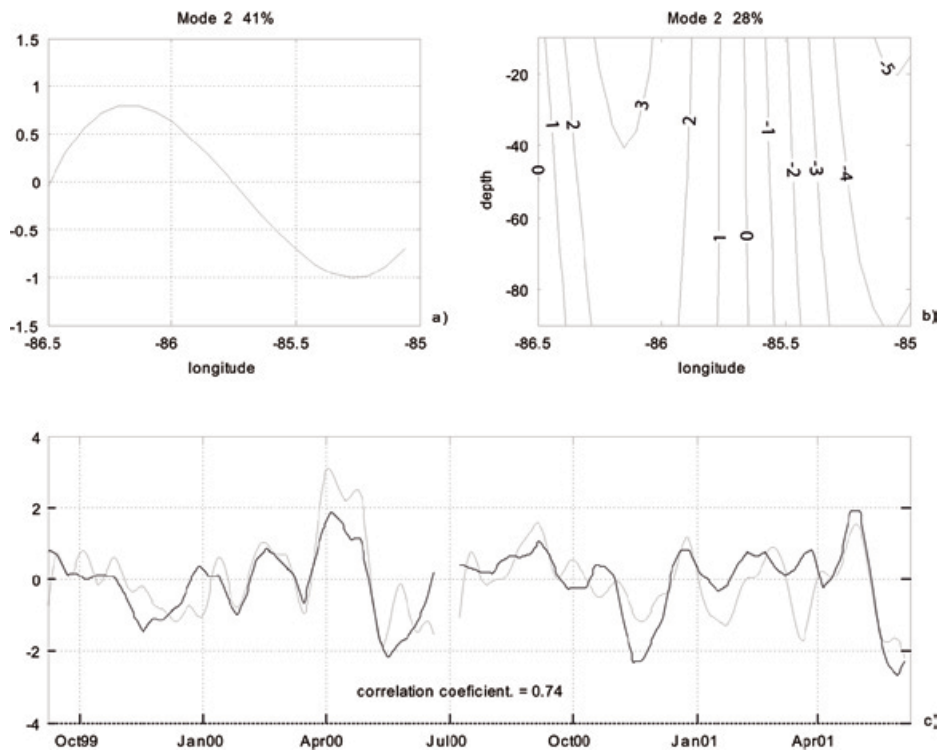 Mode 2 41%
1.5
1
0.5
0
-0.5
-1
-1.5
-86.5
-86
-85.5
-85
longitude
a)
Mode 2 28%
-20
-40
-60
-80
depth
0
1
2
3
2
1
0
-1
-2
-3
-4
-5
-86.5
-86
-85.5
-85
longitude
b)
4
2
0
-2
-4
correlation coeficient. = 0.74
Oct99
Jan00
Apr00
Jul00
Oct00
Jan01
Apr01
c)